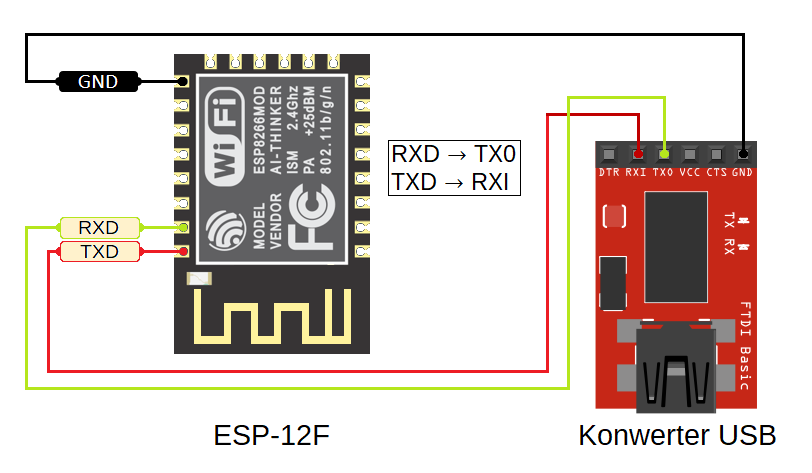 GND
RXD
TXD
WiFi
ESP8266MOD
AI-THINKER
ISM 2.4Ghz
PA +25dBM
802.11b/g/n
MODEL
VENDOR
FC
RXD → TX0
TXD → RXI
DTR RXI TXO VCC CTS GND
TX
RX
FTDI Basic
ESP-12F
Konwerter USB